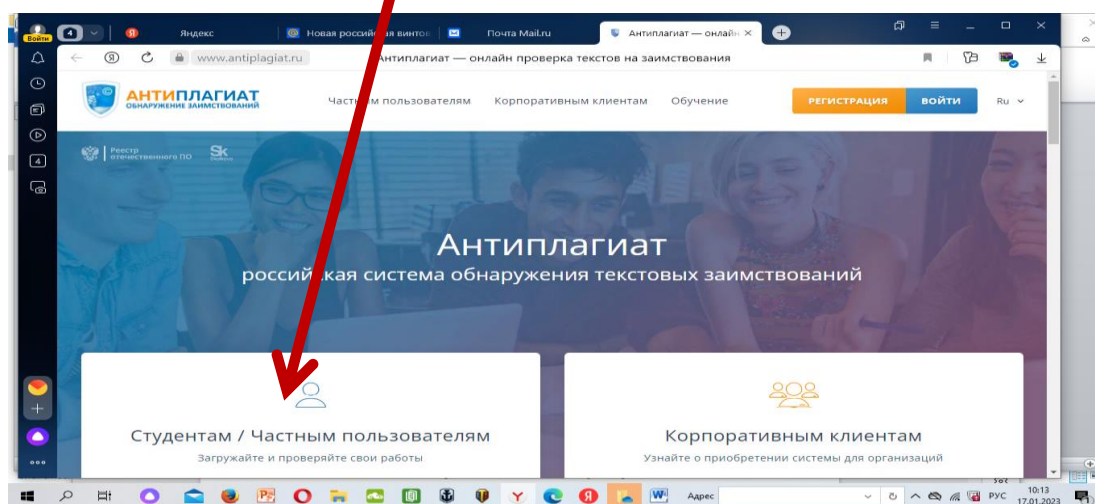 Войти
4
Яндекс
Новая российская винтов
Почта Mail.ru
Антиплагиат — онлайн
www.antiplagiat.ru
Антиплагиат — онлайн проверка текстов на заимствования
АНТИПЛАГИАТ
ОБНАРУЖЕНИЕ ЗАИМСТВОВАНИЙ
Частным пользователям
Корпоративным клиентам
Обучение
РЕГИСТРАЦИЯ
ВОЙТИ
Ru
Реестр
отечественного ПО
Sk
4
Антиплагиат
российская система обнаружения текстовых заимствований
Студентам / Частным пользователям
Загружайте и проверяйте свои работы
Корпоративным клиентам
Узнайте о приобретении системы для организаций
Адрес
РУС
10:13
17.01.2023